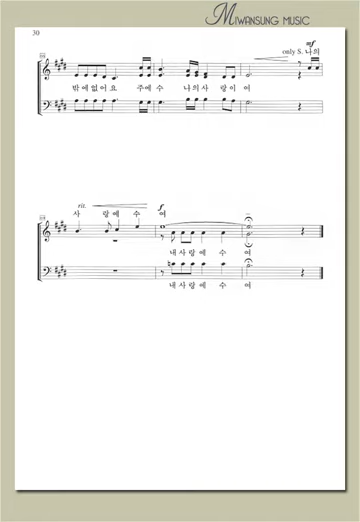 MIWANSUNG MUSIC
30
mf
only S. 나의
밖에없어요 주예수 나의사랑이여
rit. f
사 랑예수 여
내사랑예 수 여
내사랑예 수 여